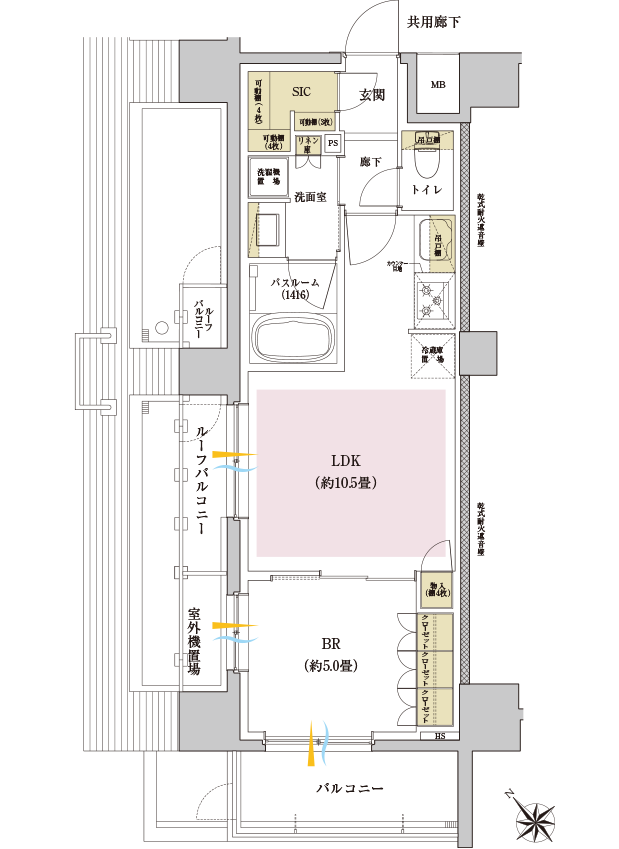 共用廊下
可動棚(4枚)
SIC
玄関
MB
可動棚(3枚)
可動棚
(4枚)
リネン
庫
PS
吊戸棚
廊下
洗濯機
置場
洗面室
トイレ
乾式耐火遮音壁
吊戸棚
カウンター
目地
バスルーム
(1416)
ルーフ
バルコニー
冷蔵庫
置場
ルーフバルコニー
LDK
(約10.5畳)
乾式耐火遮音壁
物入
(棚4枚)
室外機置場
BR
(約5.0畳)
クローゼット
クローゼット
クローゼット
HS
バルコニー
N